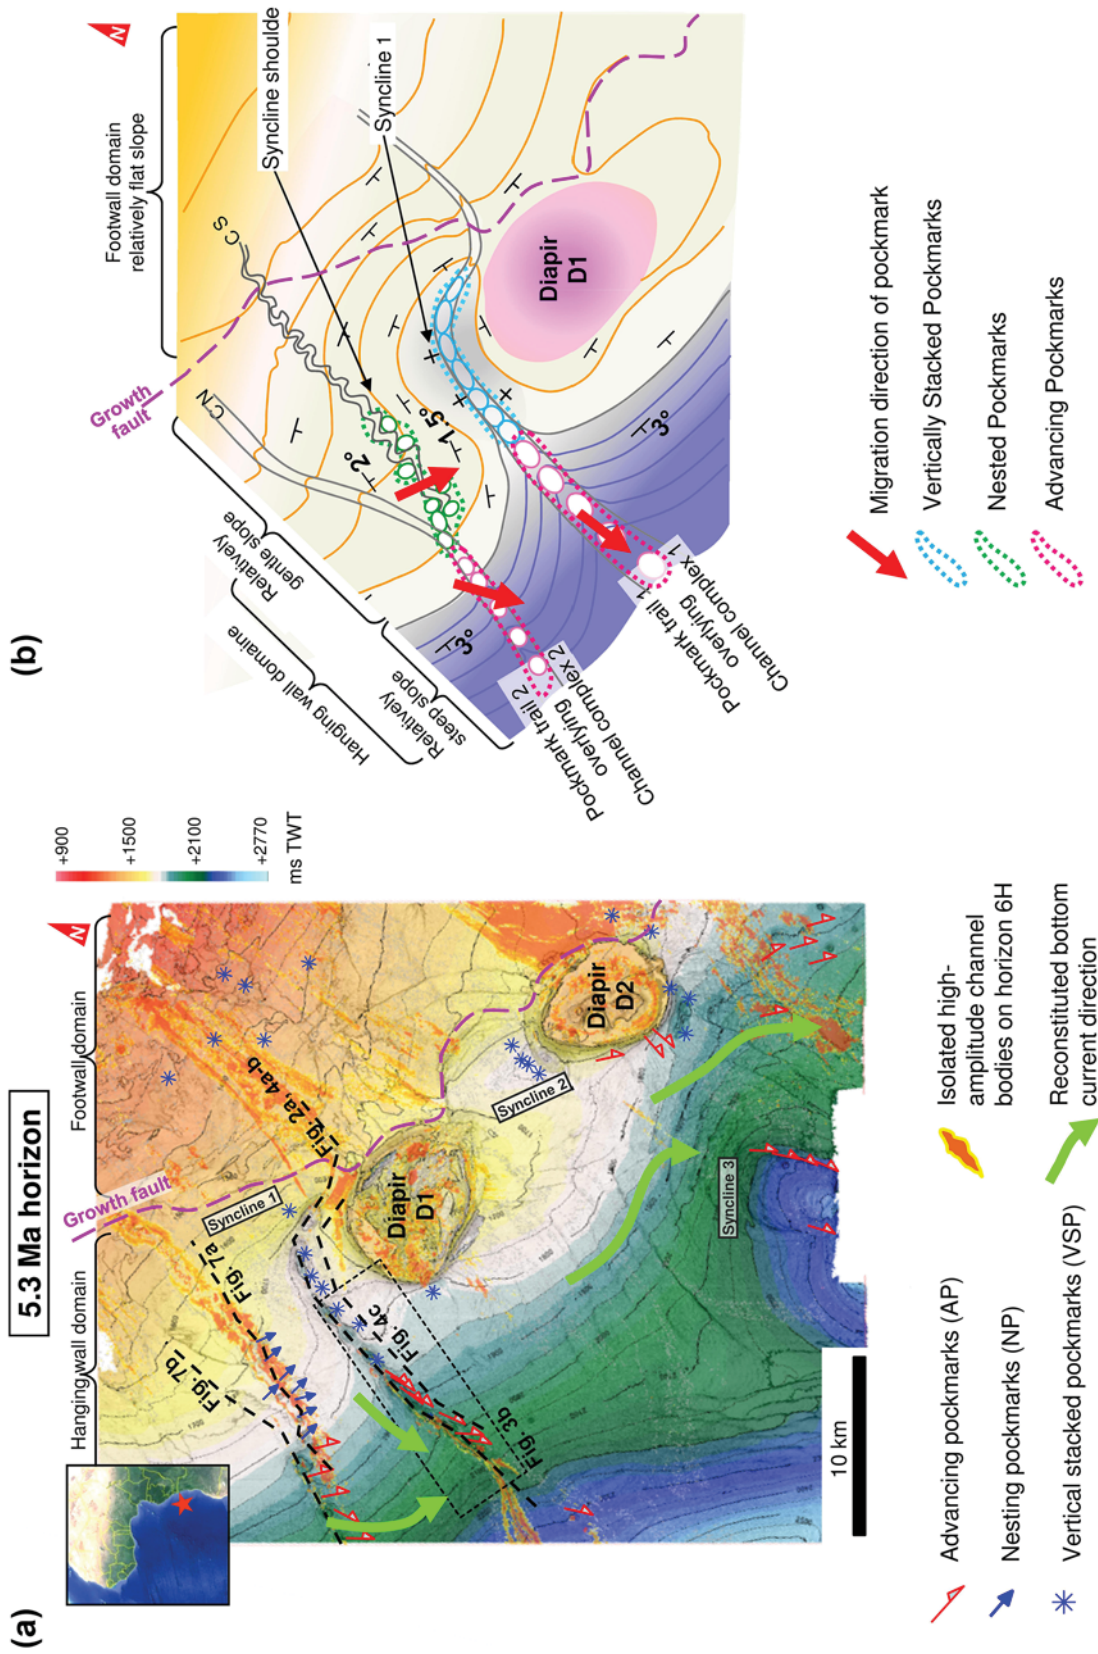 (a)
5.3 Ma horizon
Hanging wall domain
Footwall domain
N
+900
+1500
+2100
+2770
ms TWT
Growth fault
Fig. 7b
Fig. 7a
Fig. 2a, 4a-b
Syncline 1
Diapir
D1
Fig. 4c
Fig. 3b
Syncline 2
Diapir
D2
Syncline 3
1700
10 km
Advancing pockmarks (AP)
Nesting pockmarks (NP)
Vertical stacked pockmarks (VSP)
Isolated high-
amplitude channel
bodies on horizon 6H
Reconstituted bottom
current direction
(b)
Hanging wall domaine
Relatively
steep slope
Relatively
gentle slope
Footwall domain
relatively flat slope
N
Growth
fault
CN
CS
Syncline shoulde
Syncline 1
2°
1.5°
3°
3°
Diapir
D1
Pockmark trail 2
overlying
Channel complex 2
Pockmark trail 1
overlying
Channel complex 1
Migration direction of pockmark
Vertically Stacked Pockmarks
Nested Pockmarks
Advancing Pockmarks